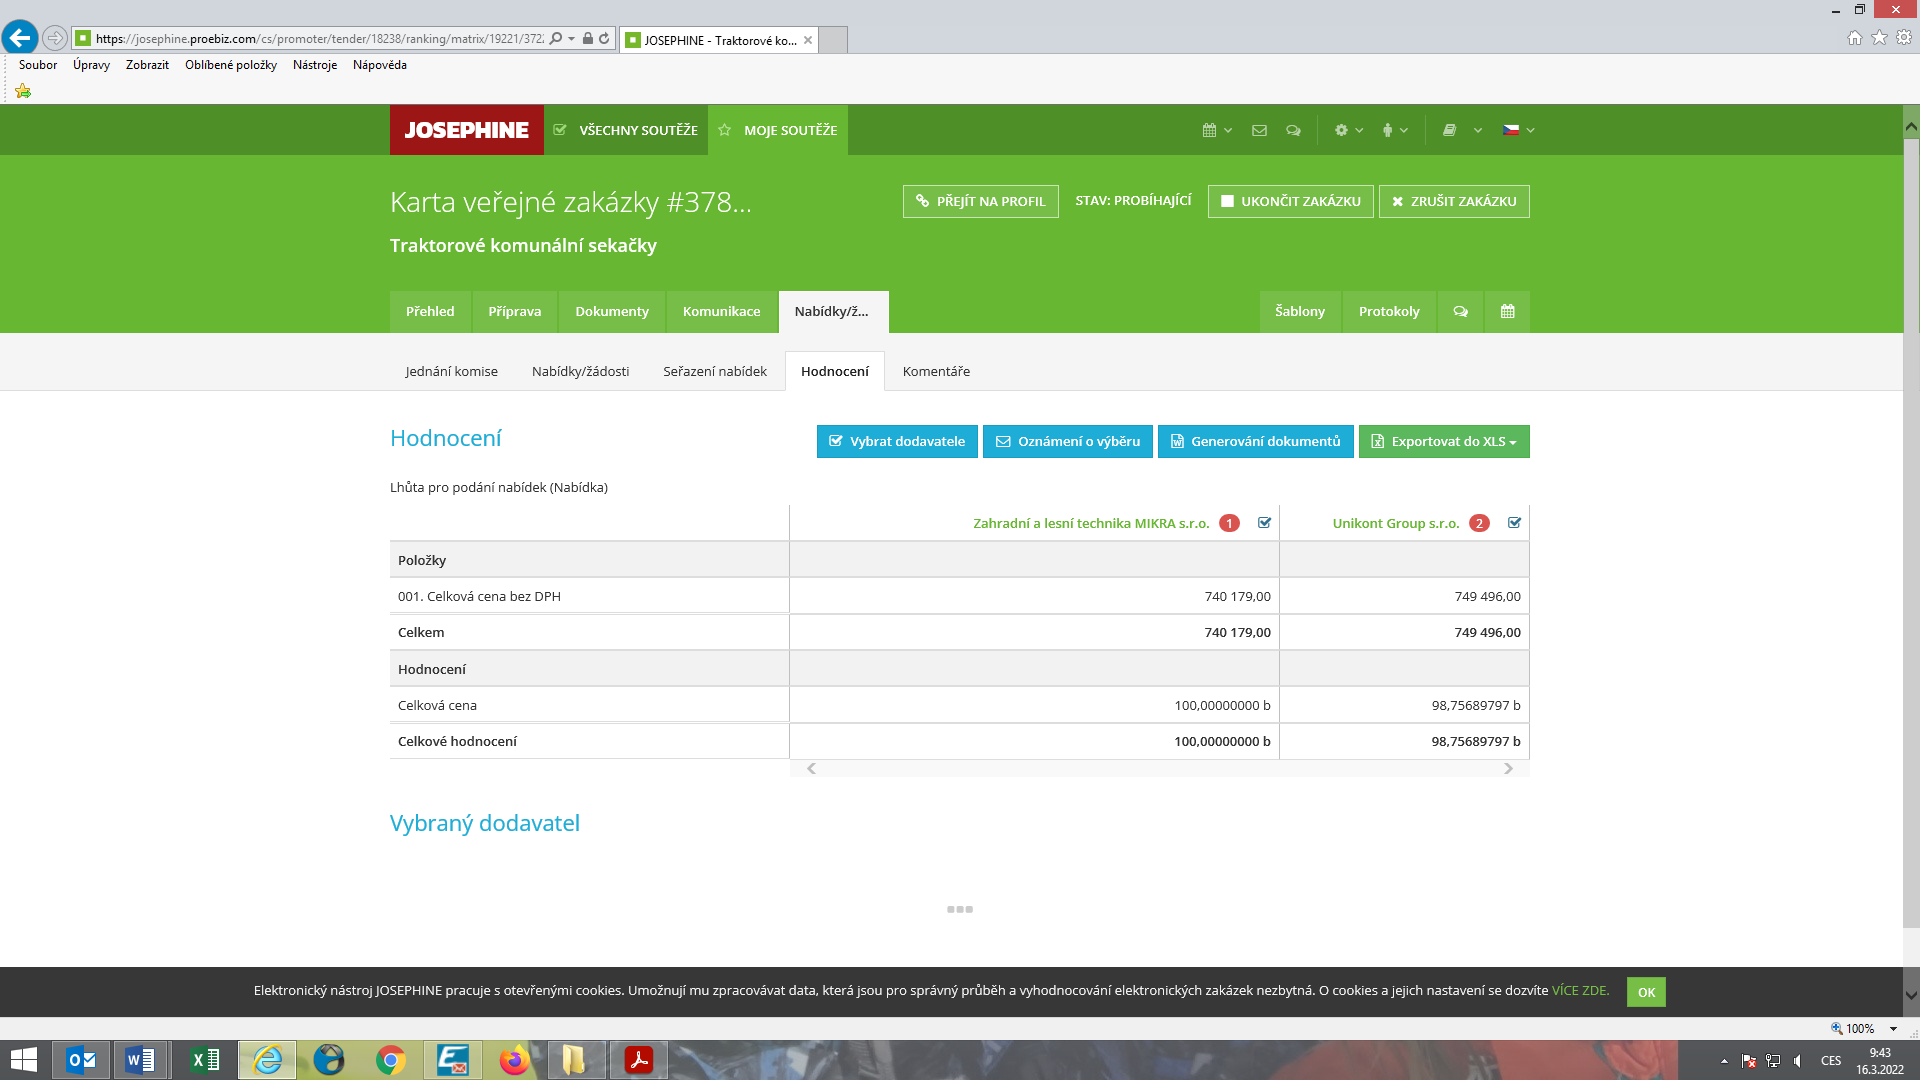 https://josephine.proebiz.com/cs/promoter/tender/18238/ranking/matrix/19221/372
JOSEPHINE - Traktorové ko...
Soubor Úpravy Zobrazit Oblíbené položky Nástroje Nápověda
JOSEPHINE VŠECHNY SOUTĚŽE MOJE SOUTĚŽE
Karta veřejné zakázky #378... PŘEJÍT NA PROFIL STAV: PROBÍHAJÍCÍ UKONČIT ZAKÁZKU ZRUŠIT ZAKÁZKU
Traktorové komunální sekačky
Přehled Příprava Dokumenty Komunikace Nabídky/ž... Šablony Protokoly
Jednání komise Nabídky/žádosti Seřazení nabídek Hodnocení Komentáře
Hodnocení Vybrat dodavatele Oznámení o výběru Generování dokumentů Exportovat do XLS
Lhůta pro podání nabídek (Nabídka)
Zahradní a lesní technika MIKRA s.r.o. 1 Unikont Group s.r.o. 2
Položky
001. Celková cena bez DPH 740 179,00 749 496,00
Celkem 740 179,00 749 496,00
Hodnocení
Celková cena 100,00000000 b 98,75689797 b
Celkové hodnocení 100,00000000 b 98,75689797 b
Vybraný dodavatel
Elektronický nástroj JOSEPHINE pracuje s otevřenými cookies. Umožňují mu zpracovávat data, která jsou pro správný průběh a vyhodnocování elektronických zakázek nezbytná. O cookies a jejich nastavení se dozvíte VÍCE ZDE. OK
100%
CES 9:43
16.3.2022